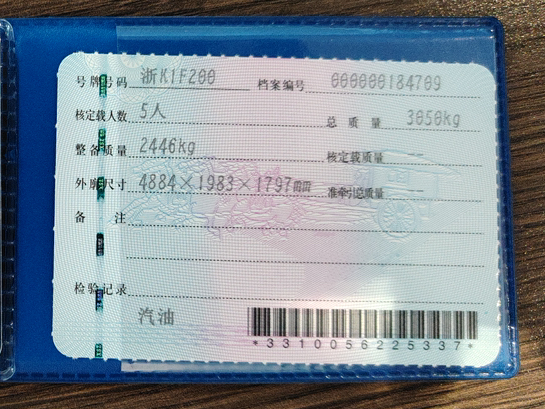 号牌号码 浙K1F200 档案编号 000000184709
核定载人数 5人 总质量 3050kg
整备质量 2446kg 核定载质量 —
外廓尺寸 4884×1983×1797mm 准牵引总质量 —
备注
检验记录
汽油
*3310056225337*